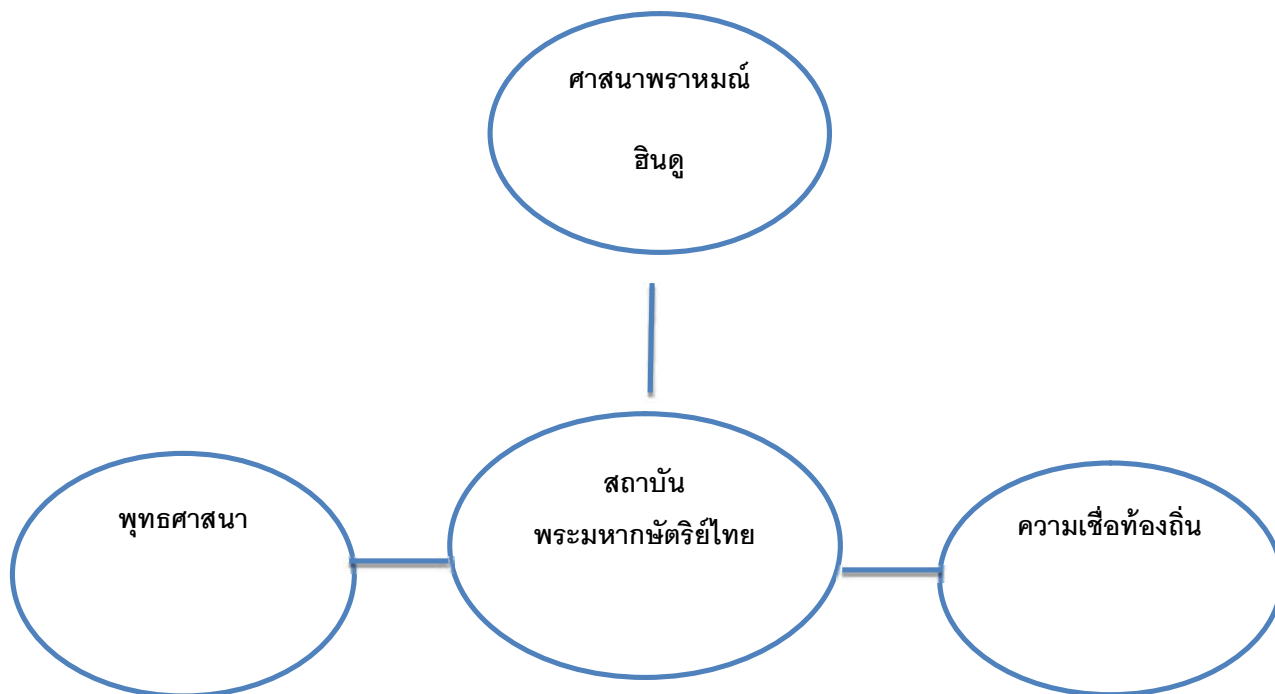 ศาสนาพราหมณ์
ฮินดู
สถาบัน
พระมหากษัตริย์ไทย
พุทธศาสนา
ความเชื่อท้องถิ่น